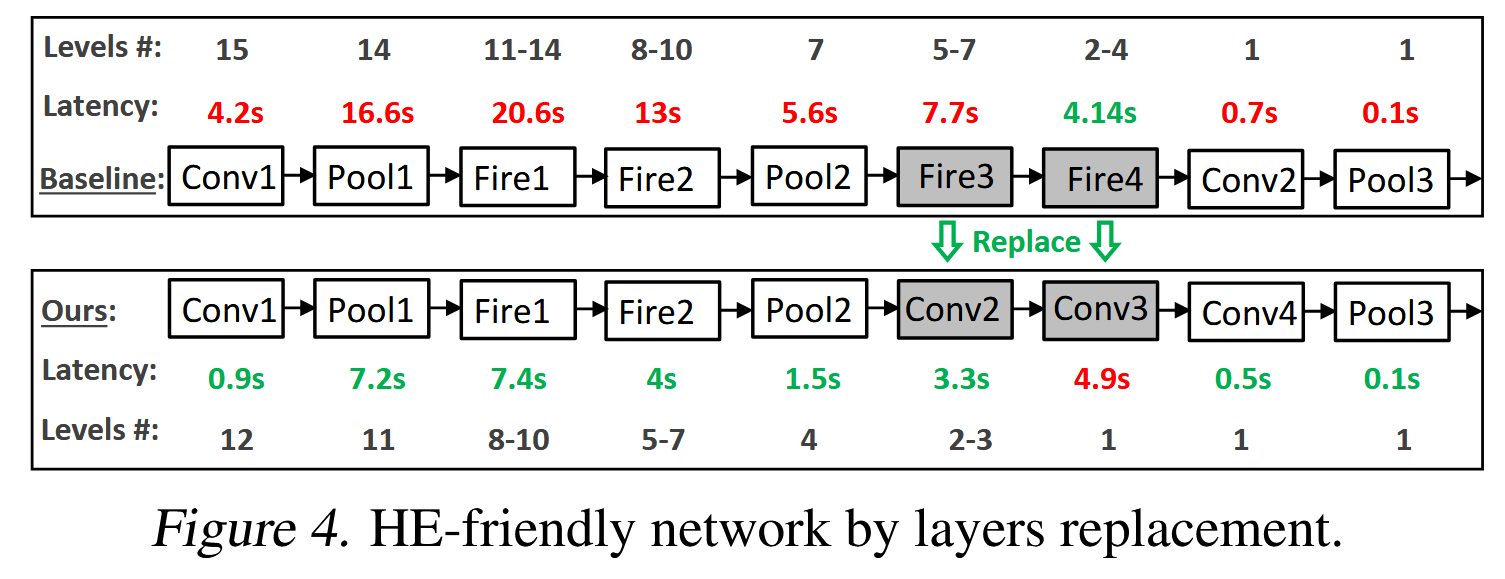 Levels #: 15 14 11-14 8-10 7 5-7 2-4 1 1
Latency: 4.2s 16.6s 20.6s 13s 5.6s 7.7s 4.14s 0.7s 0.1s
Baseline: Conv1 Pool1 Fire1 Fire2 Pool2 Fire3 Fire4 Conv2 Pool3
Replace
Ours: Conv1 Pool1 Fire1 Fire2 Pool2 Conv2 Conv3 Conv4 Pool3
Latency: 0.9s 7.2s 7.4s 4s 1.5s 3.3s 4.9s 0.5s 0.1s
Levels #: 12 11 8-10 5-7 4 2-3 1 1 1
Figure 4. HE-friendly network by layers replacement.